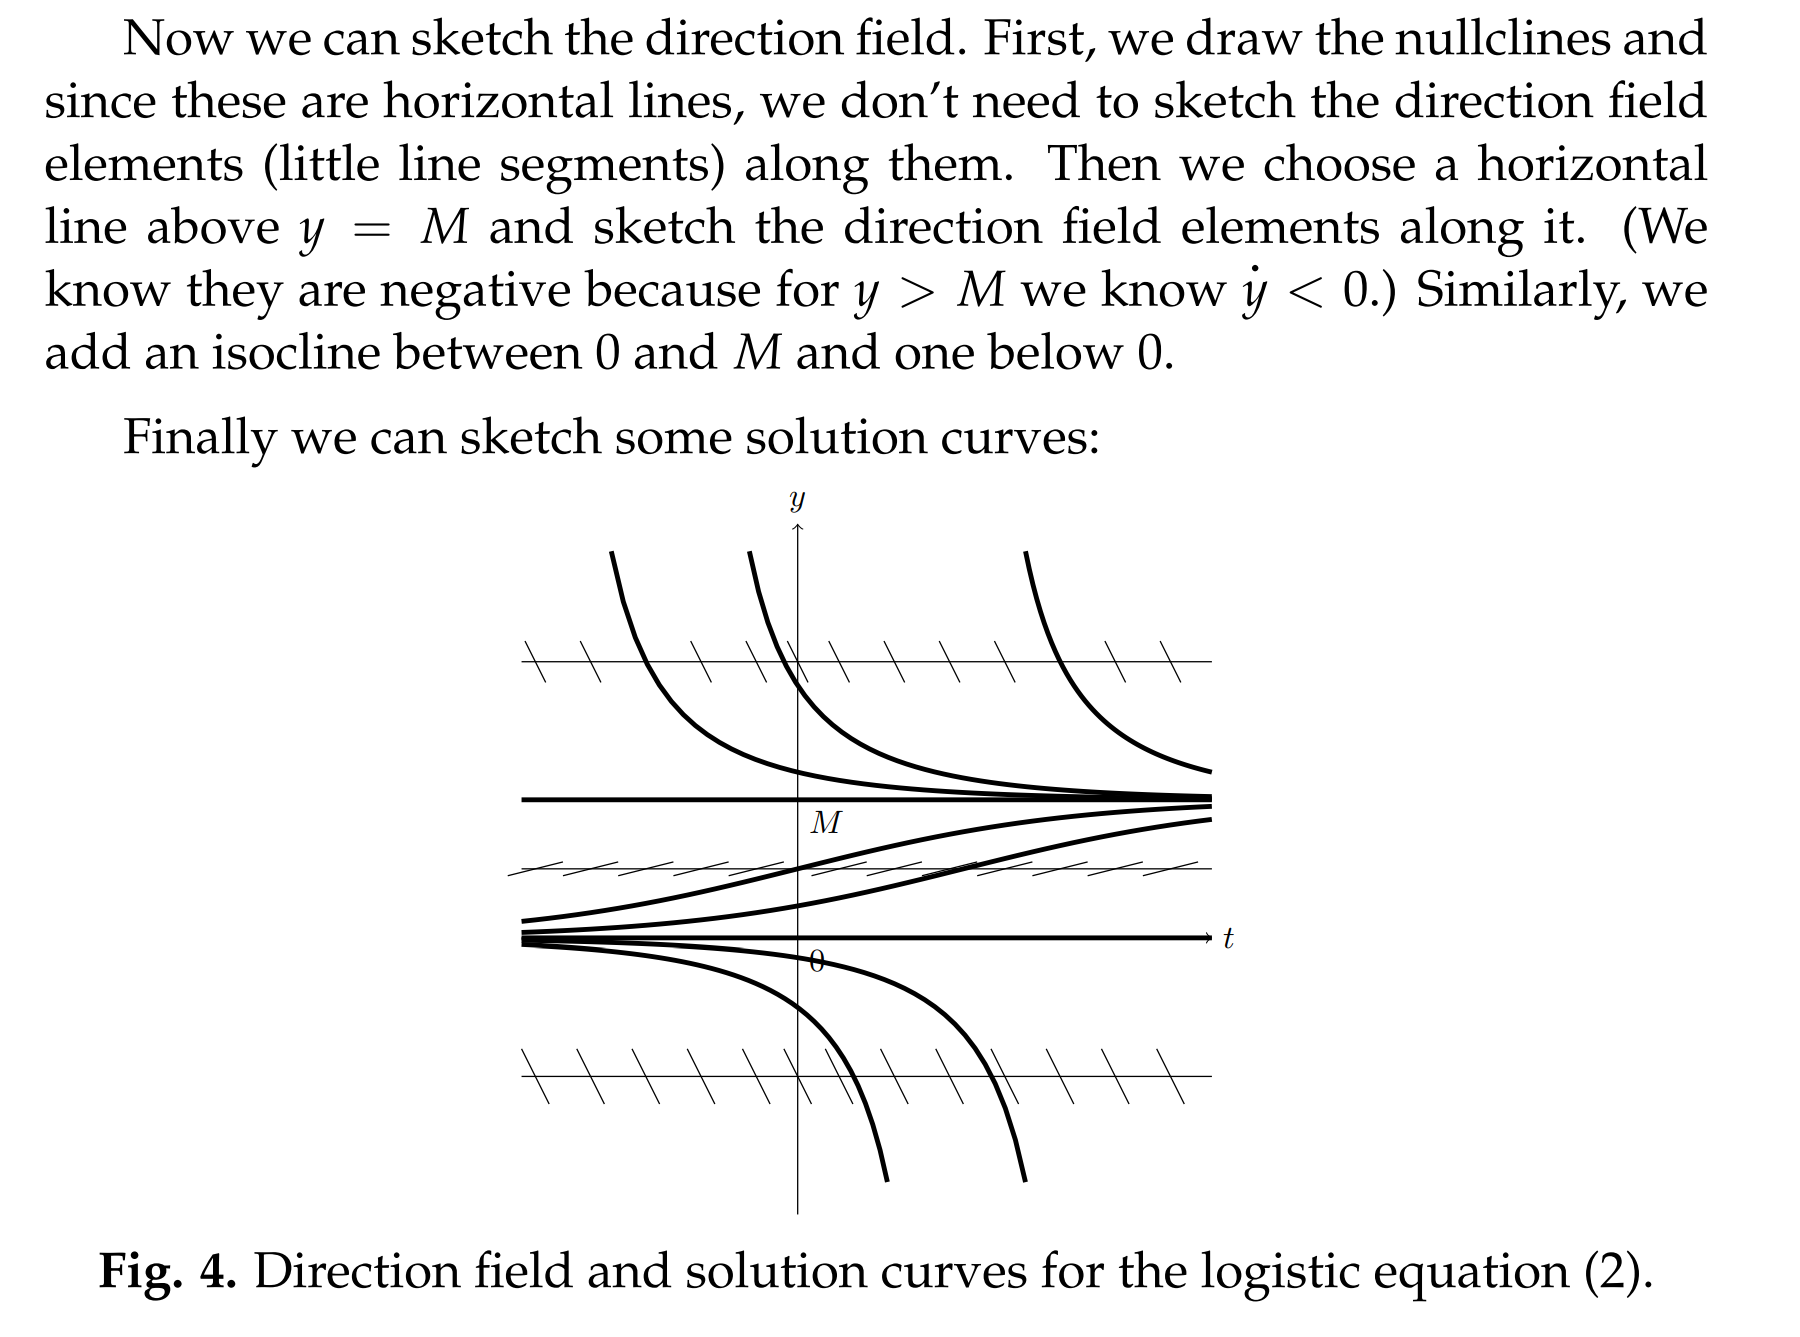 Now we can sketch the direction field. First, we draw the nullclines and
since these are horizontal lines, we don't need to sketch the direction field
elements (little line segments) along them. Then we choose a horizontal
line above y = M and sketch the direction field elements along it. (We
know they are negative because for y > M we know ẏ < 0.) Similarly, we
add an isocline between 0 and M and one below 0.
Finally we can sketch some solution curves:
y
M
t
0
Fig. 4. Direction field and solution curves for the logistic equation (2).